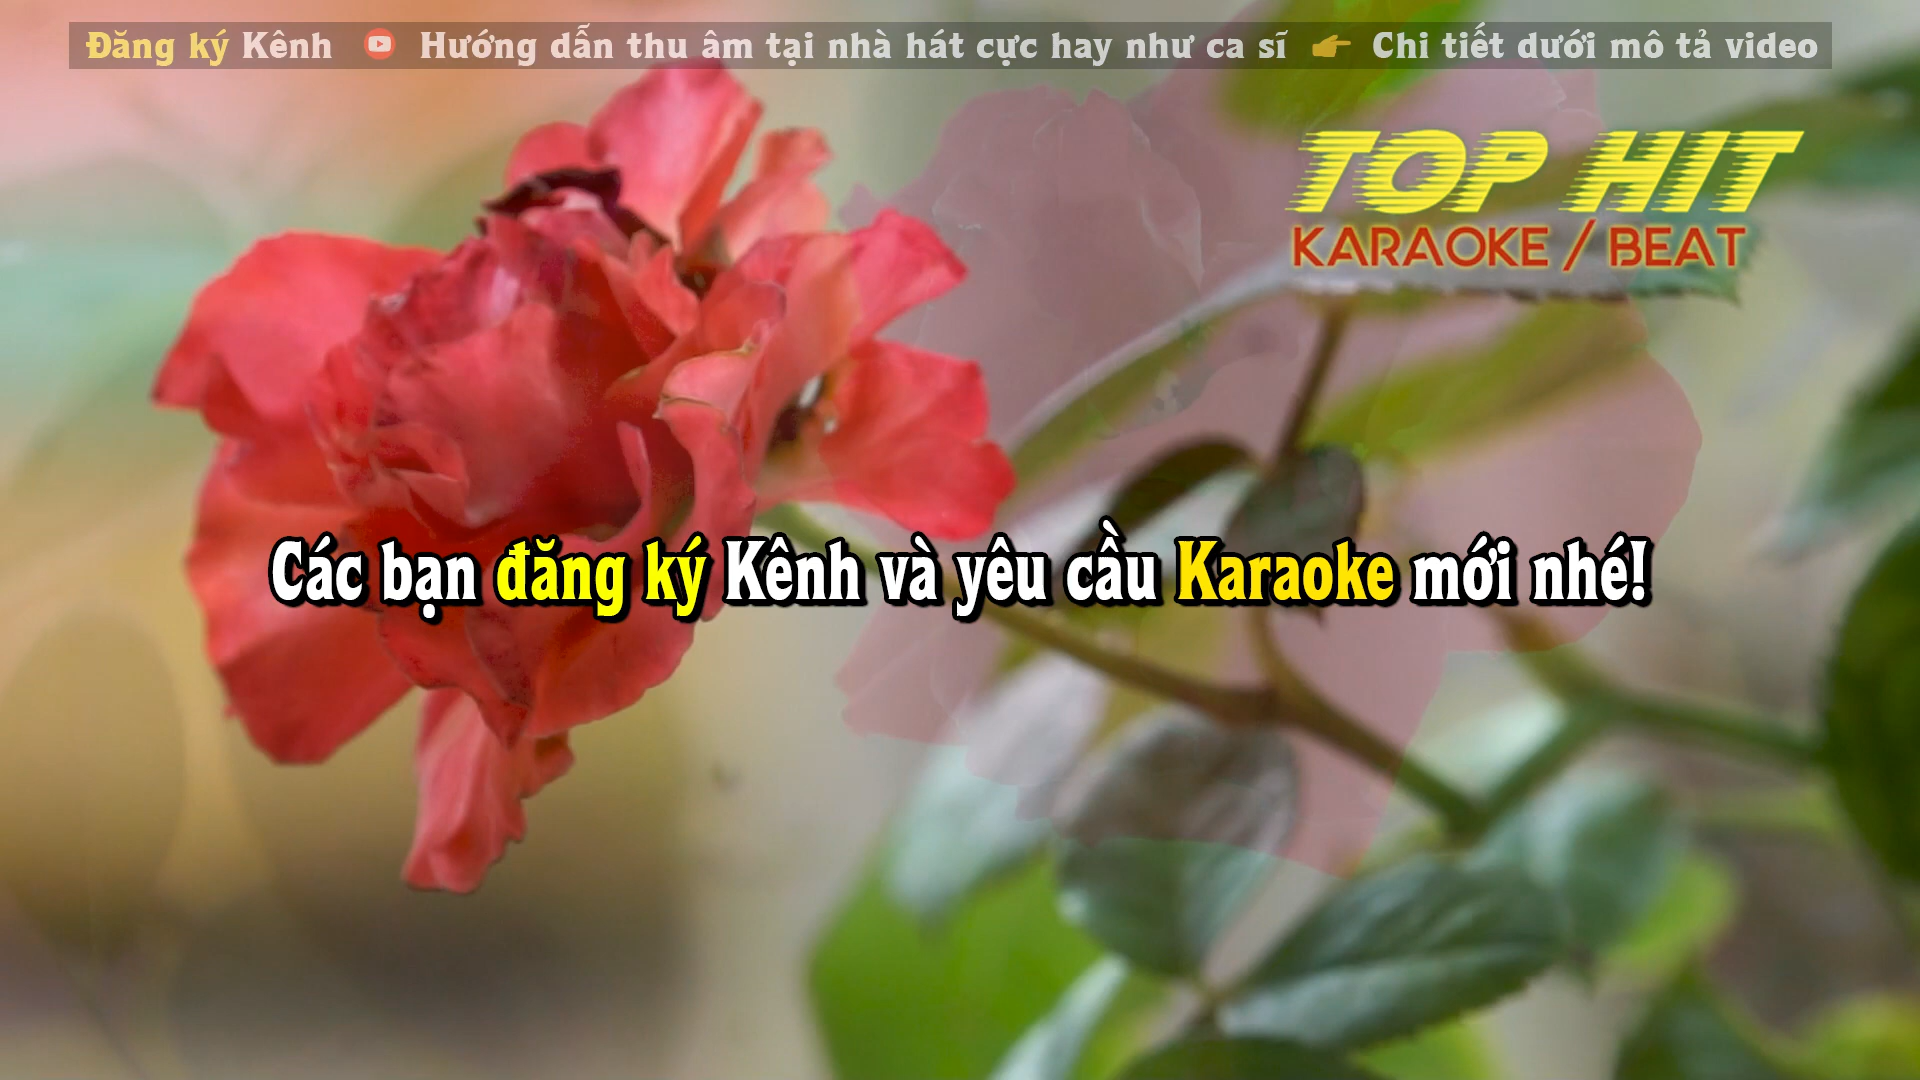 Đăng ký Kênh Hướng dẫn thu âm tại nhà hát cực hay như ca sĩ Chi tiết dưới mô tả video
TOP HIT
KARAOKE / BEAT
Các bạn đăng ký Kênh và yêu cầu Karaoke mới nhé!